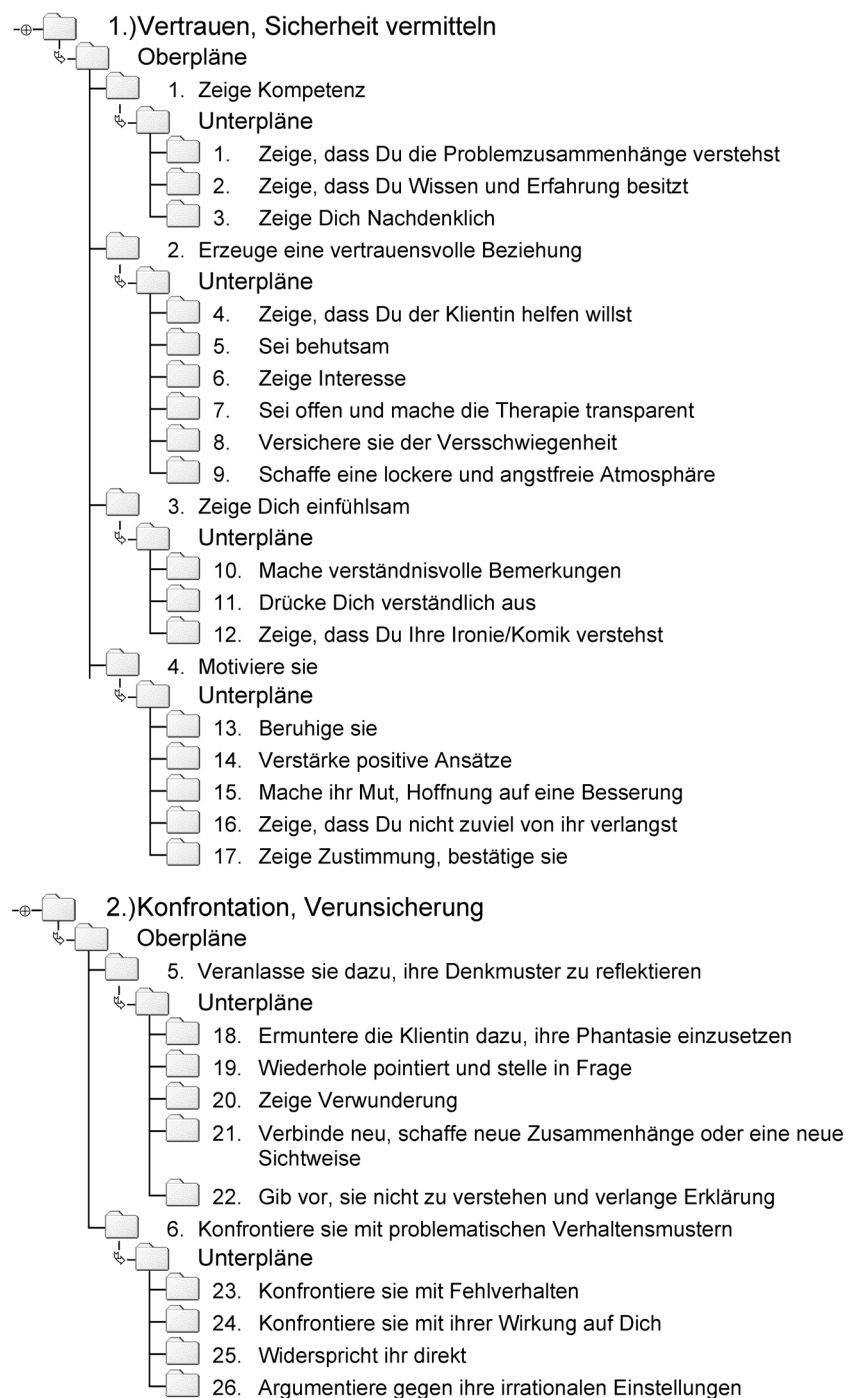 1.)Vertrauen, Sicherheit vermitteln
Oberpläne
1. Zeige Kompetenz
Unterpläne
1. Zeige, dass Du die Problemzusammenhänge verstehst
2. Zeige, dass Du Wissen und Erfahrung besitzt
3. Zeige Dich Nachdenklich
2. Erzeuge eine vertrauensvolle Beziehung
Unterpläne
4. Zeige, dass Du der Klientin helfen willst
5. Sei behutsam
6. Zeige Interesse
7. Sei offen und mache die Therapie transparent
8. Versichere sie der Versschwiegenheit
9. Schaffe eine lockere und angstfreie Atmosphäre
3. Zeige Dich einfühlsam
Unterpläne
10. Mache verständnisvolle Bemerkungen
11. Drücke Dich verständlich aus
12. Zeige, dass Du Ihre Ironie/Komik verstehst
4. Motiviere sie
Unterpläne
13. Beruhige sie
14. Verstärke positive Ansätze
15. Mache ihr Mut, Hoffnung auf eine Besserung
16. Zeige, dass Du nicht zuviel von ihr verlangst
17. Zeige Zustimmung, bestätige sie
2.)Konfrontation, Verunsicherung
Oberpläne
5. Veranlasse sie dazu, ihre Denkmuster zu reflektieren
Unterpläne
18. Ermuntere die Klientin dazu, ihre Phantasie einzusetzen
19. Wiederhole pointiert und stelle in Frage
20. Zeige Verwunderung
21. Verbinde neu, schaffe neue Zusammenhänge oder eine neue
Sichtweise
22. Gib vor, sie nicht zu verstehen und verlange Erklärung
6. Konfrontiere sie mit problematischen Verhaltensmustern
Unterpläne
23. Konfrontiere sie mit Fehlverhalten
24. Konfrontiere sie mit ihrer Wirkung auf Dich
25. Widerspricht ihr direkt
26. Argumentiere gegen ihre irrationalen Einstellungen